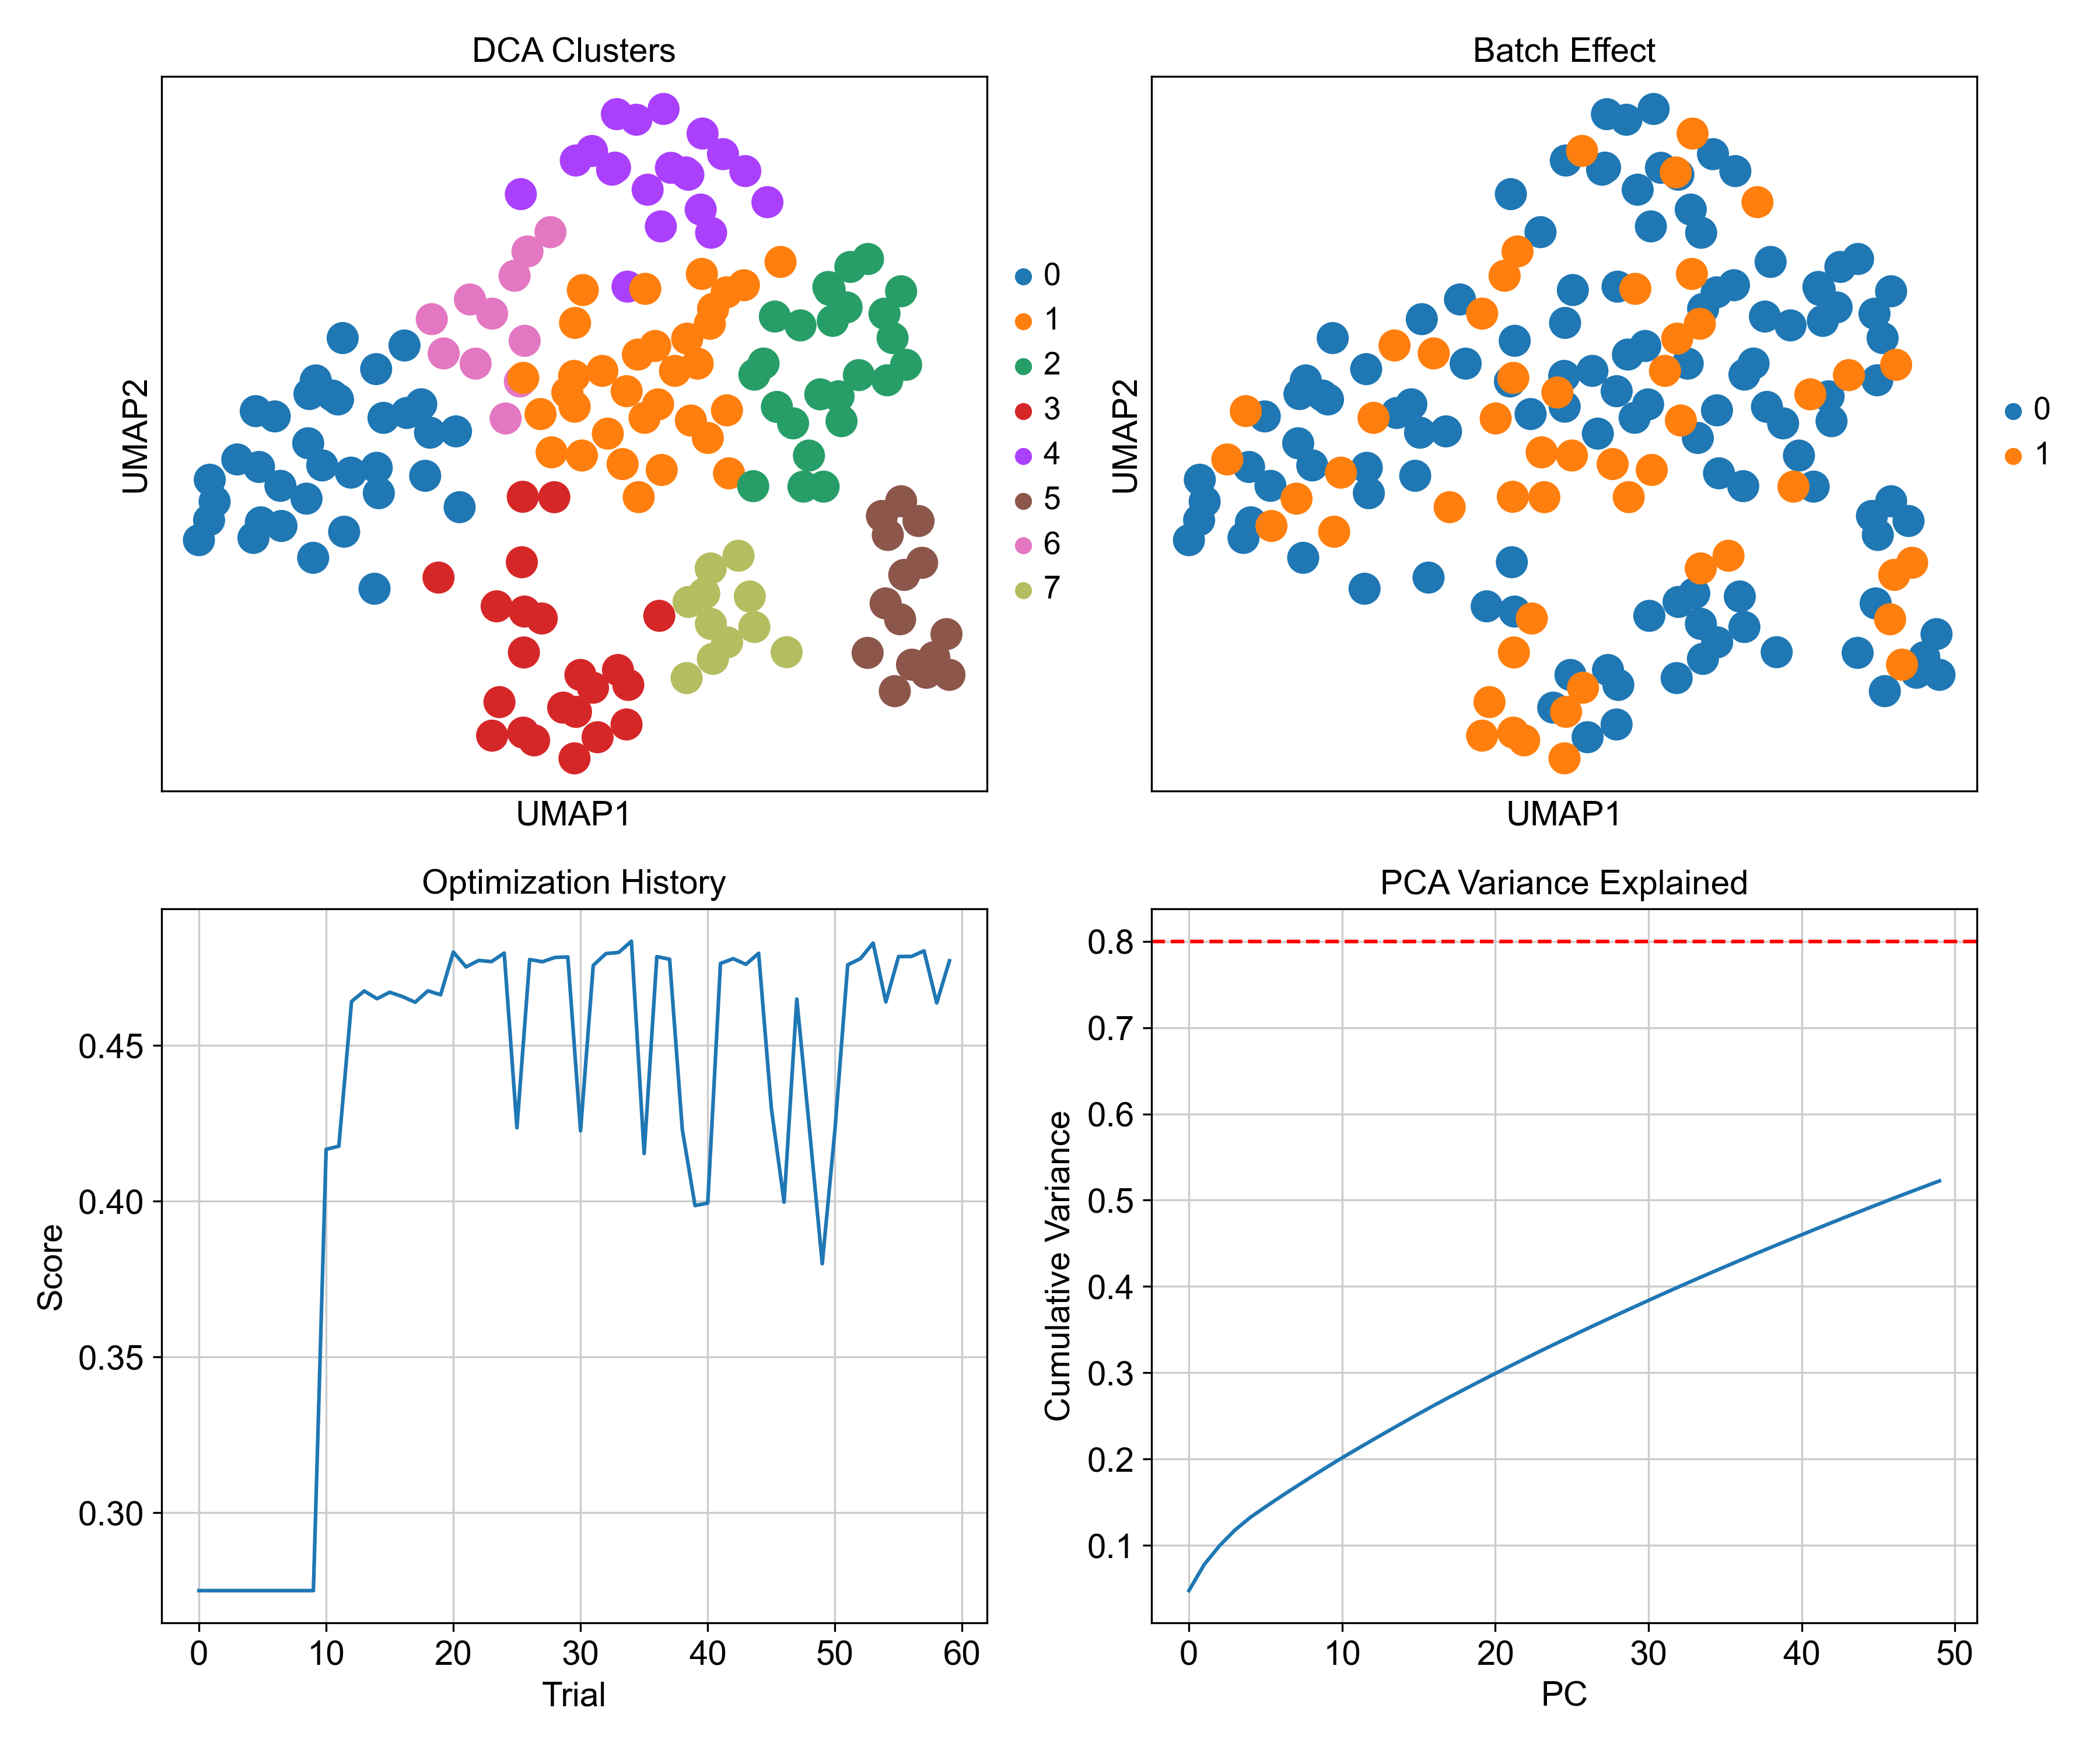 DCA Clusters
UMAP2
UMAP1
0
1
2
3
4
5
6
7
Batch Effect
UMAP2
UMAP1
0
1
Optimization History
Score
0.45
0.40
0.35
0.30
0 10 20 30 40 50 60
Trial
PCA Variance Explained
Cumulative Variance
0.8
0.7
0.6
0.5
0.4
0.3
0.2
0.1
0 10 20 30 40 50
PC